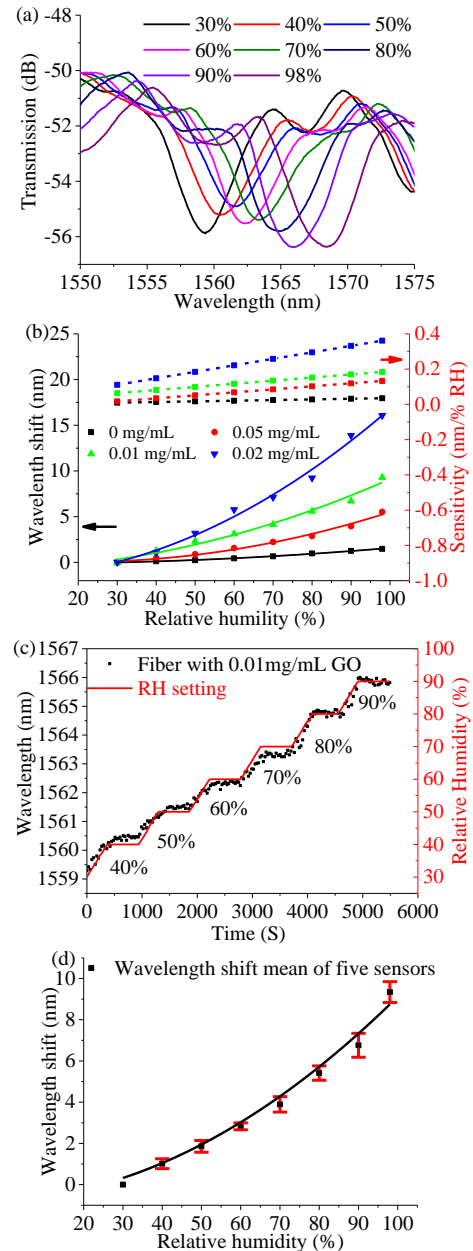 (a)
30% 40% 50%
60% 70% 80%
90% 98%
-48
-50
-52
-54
-56
Transmission (dB)
1550 1555 1560 1565 1570 1575
Wavelength (nm)
(b)
25
20
15
10
5
0
Wavelenth shift (nm)
0.4
0.2
0.0
-0.2
-0.4
-0.6
-0.8
-1.0
Sensitivity (nm/% RH)
0 mg/mL 0.05 mg/mL
0.01 mg/mL 0.02 mg/mL
20 30 40 50 60 70 80 90 100
Relative humility (%)
(c)
1567
1566
1565
1564
1563
1562
1561
1560
1559
Wavelength (nm)
Fiber with 0.01mg/mL GO
RH setting
40%
50%
60%
70%
80%
90%
100
90
80
70
60
50
40
30
Relative Humidity (%)
0 1000 2000 3000 4000 5000 6000
Time (S)
(d)
10
8
6
4
2
0
Wavelength shift (nm)
Wavelength shift mean of five sensors
20 30 40 50 60 70 80 90 100
Relative humidity (%)